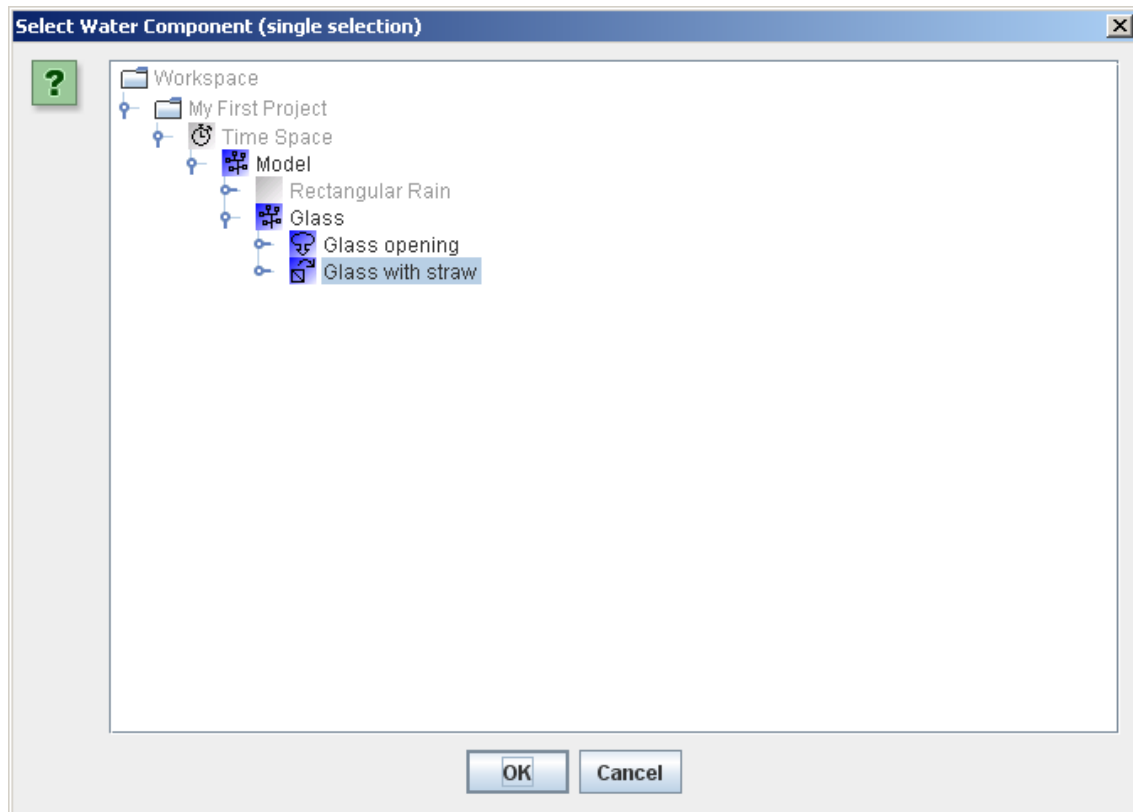 Select Water Component (single selection)
?
Workspace
My First Project
Time Space
Model
Rectangular Rain
Glass
Glass opening
Glass with straw
OK Cancel